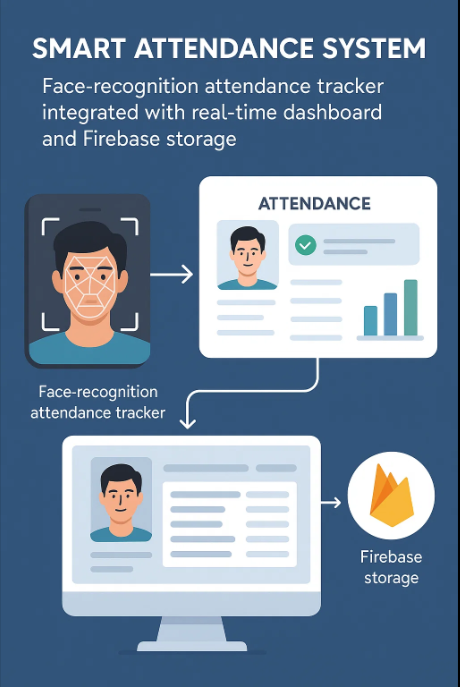 SMART ATTENDANCE SYSTEM
Face-recognition attendance tracker
integrated with real-time dashboard
and Firebase storage
ATTENDANCE
Face-recognition
attendance tracker
Firebase
storage